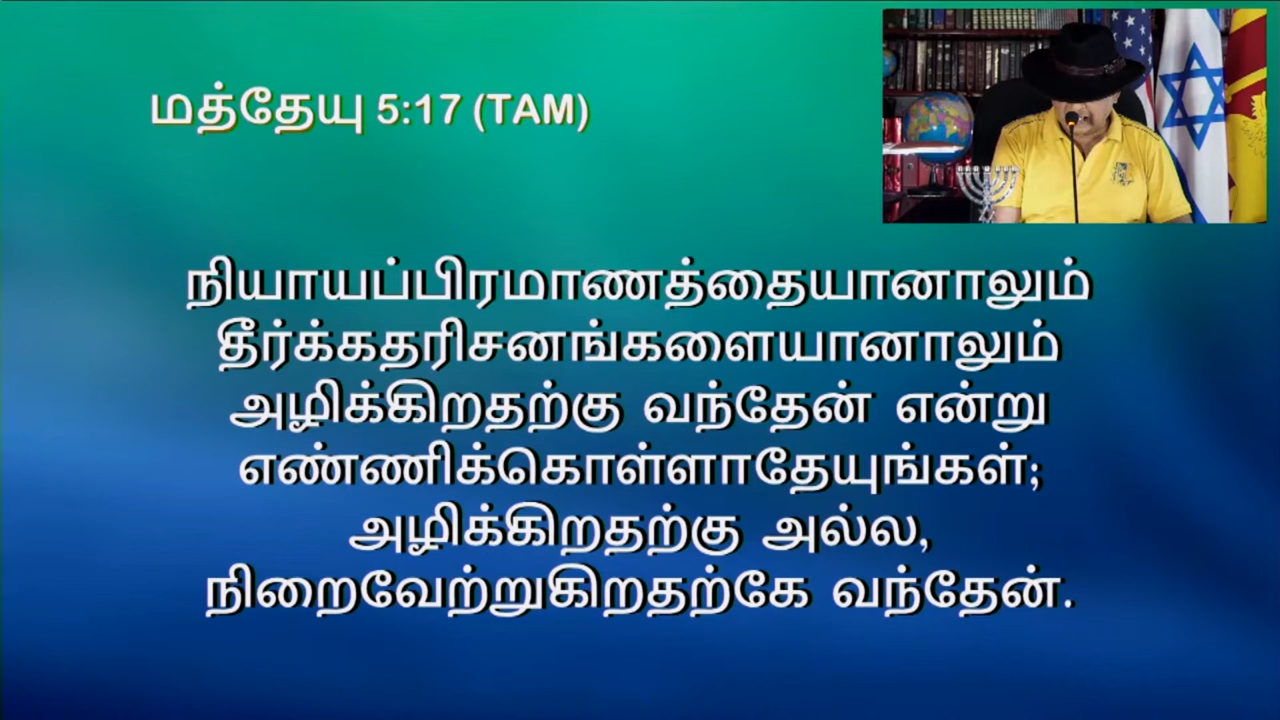 மத்தேயு 5:17 (TAM)
நியாயப்பிரமாணத்தையானாலும்
தீர்க்கதரிசனங்களையானாலும்
அழிக்கிறதற்கு வந்தேன் என்று
எண்ணிக்கொள்ளாதேயுங்கள்;
அழிக்கிறதற்கு அல்ல,
நிறைவேற்றுகிறதற்கே வந்தேன்.